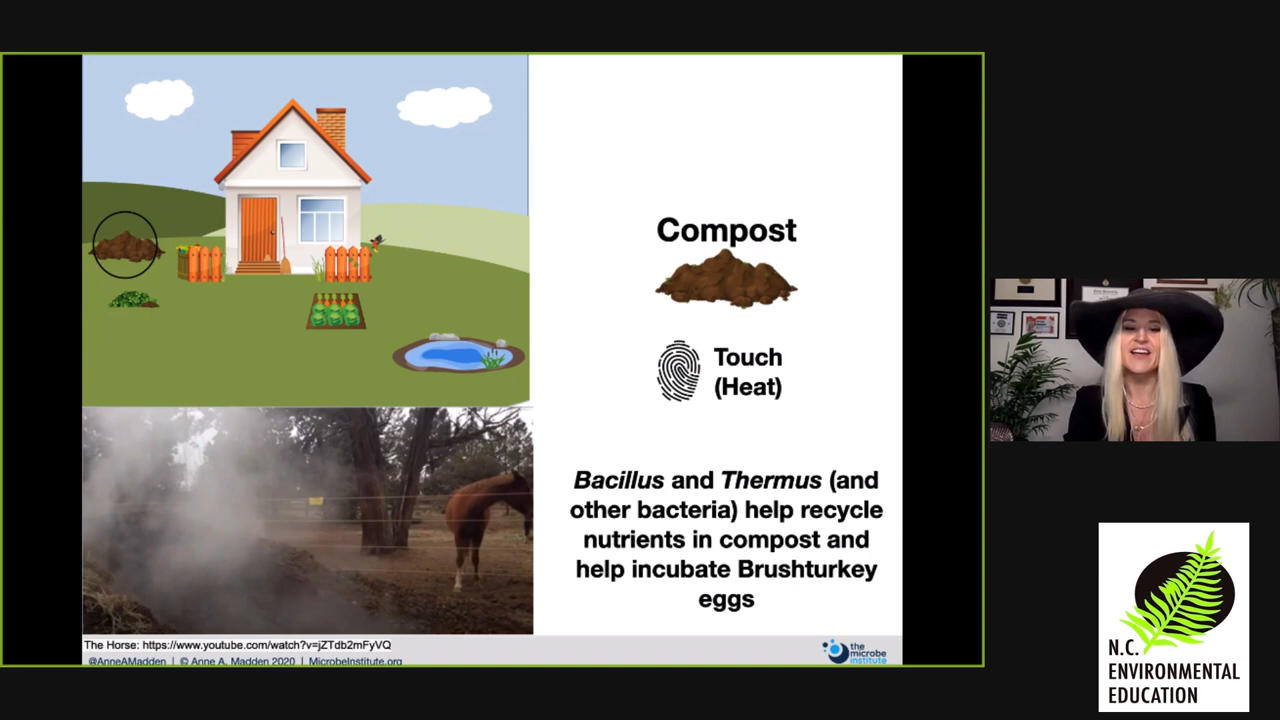 Compost
Touch
(Heat)
Bacillus and Thermus (and
other bacteria) help recycle
nutrients in compost and
help incubate Brushturkey
eggs
The Horse: https://www.youtube.com/watch?v=jZTdb2mFyVQ
@AnneAMadden | © Anne A. Madden 2020 | MicrobeInstitute.org
the
microbe
institute
N.C.
ENVIRONMENTAL
EDUCATION